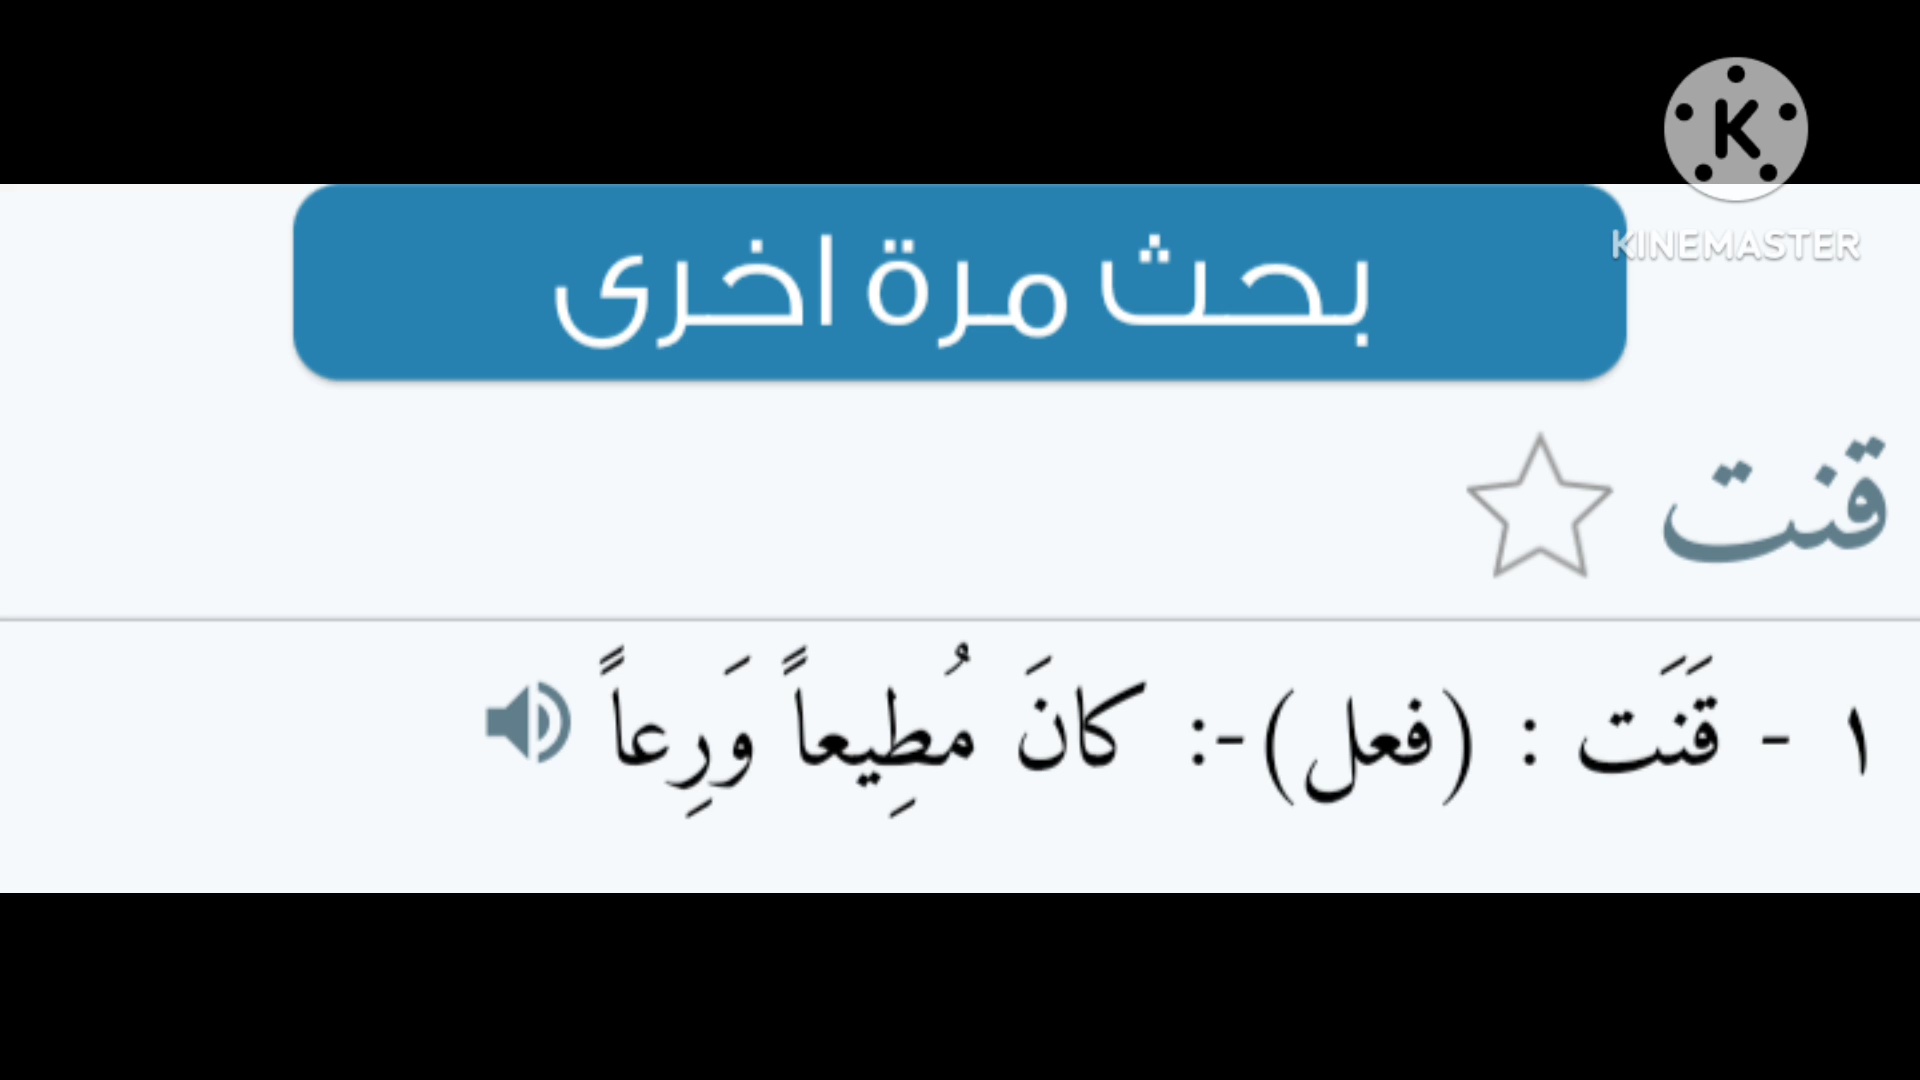 K
KINEMASTER
بحث مرة اخرى
قنت
١ - قَنَت : (فعل)-: كانَ مُطِيعاً وَرِعاً